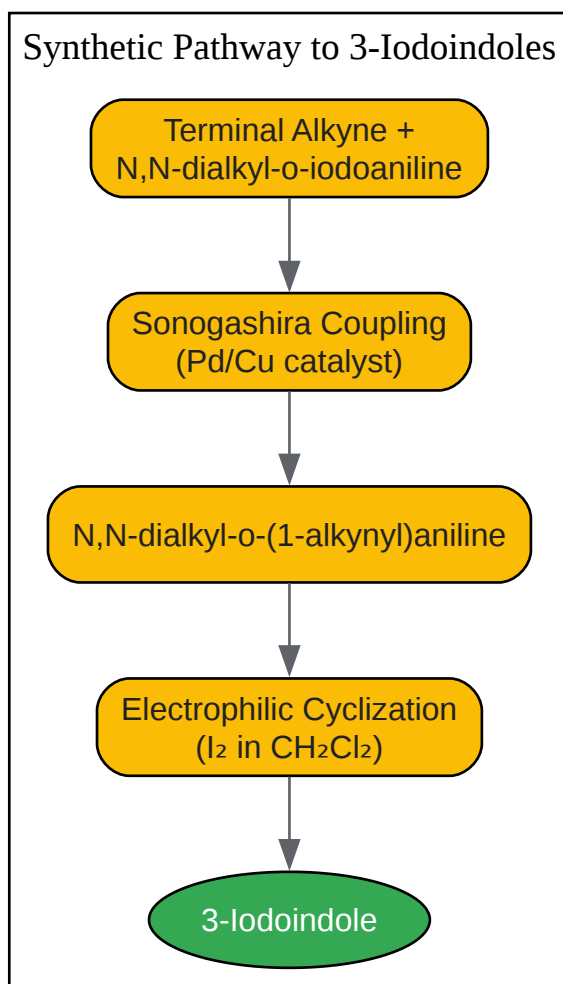 Synthetic Pathway to 3-Iodoindoles
Terminal Alkyne +
N,N-dialkyl-o-iodoaniline
Sonogashira Coupling
(Pd/Cu catalyst)
N,N-dialkyl-o-(1-alkynyl)aniline
Electrophilic Cyclization
(I₂ in CH₂Cl₂)
3-Iodoindole